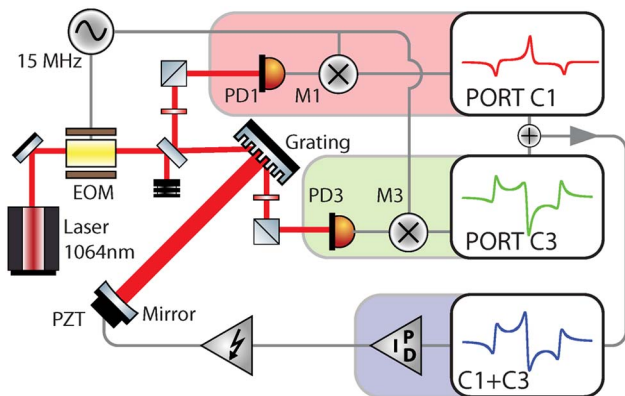 15 MHz
PD1
M1
PORT C1
Grating
EOM
PD3
M3
PORT C3
Laser
1064nm
PZT
Mirror
P
I
D
C1+C3